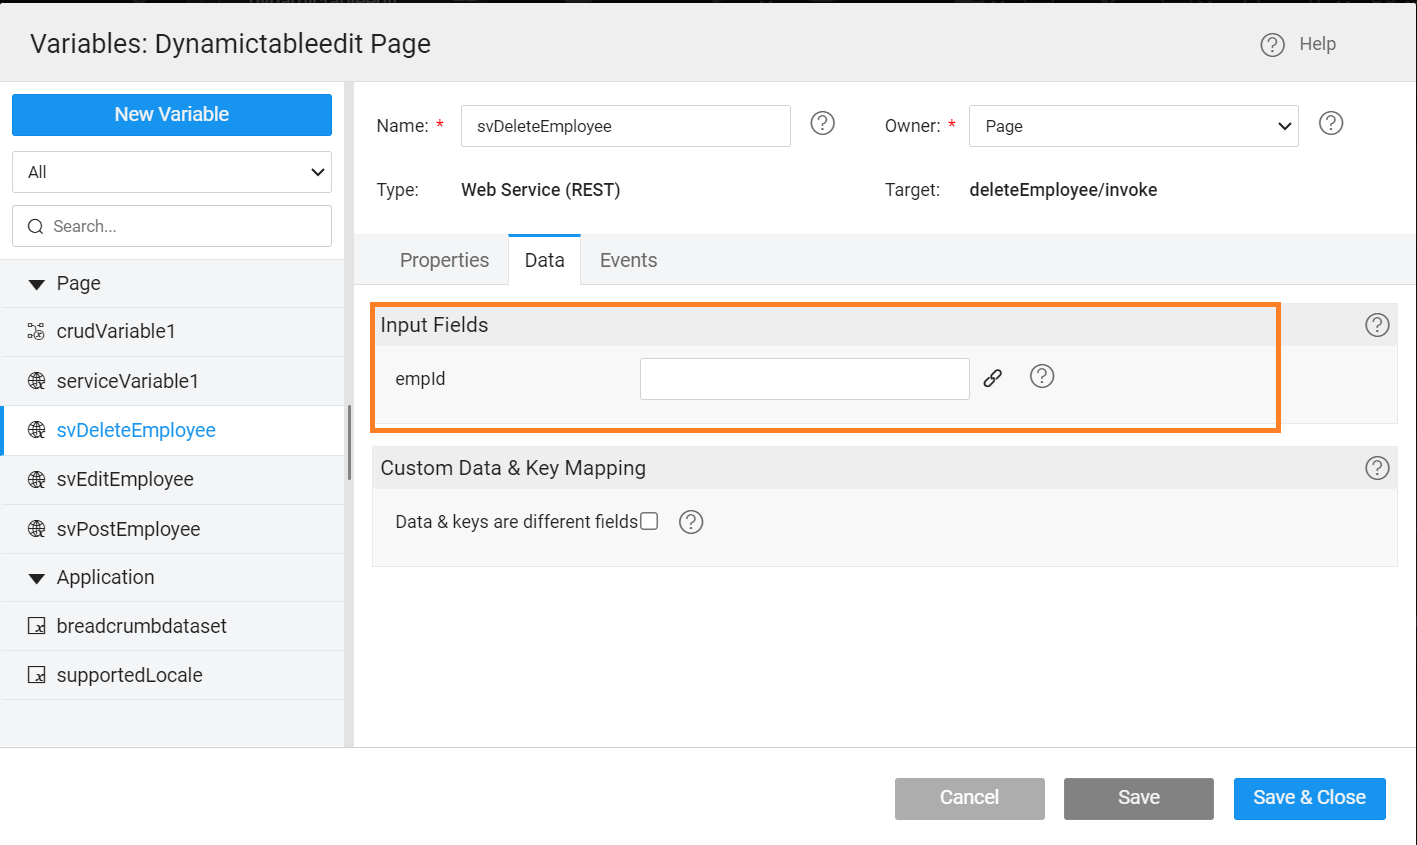 Variables: Dynamictableedit Page
Help
New Variable
All
Search...
Page
crudVariable1
serviceVariable1
svDeleteEmployee
svEditEmployee
svPostEmployee
Application
breadcrumbdataset
supportedLocale
Name: * svDeleteEmployee
Owner: * Page
Type: Web Service (REST)
Target: deleteEmployee/invoke
Properties Data Events
Input Fields
empId
Custom Data & Key Mapping
Data & keys are different fields
Cancel Save Save & Close